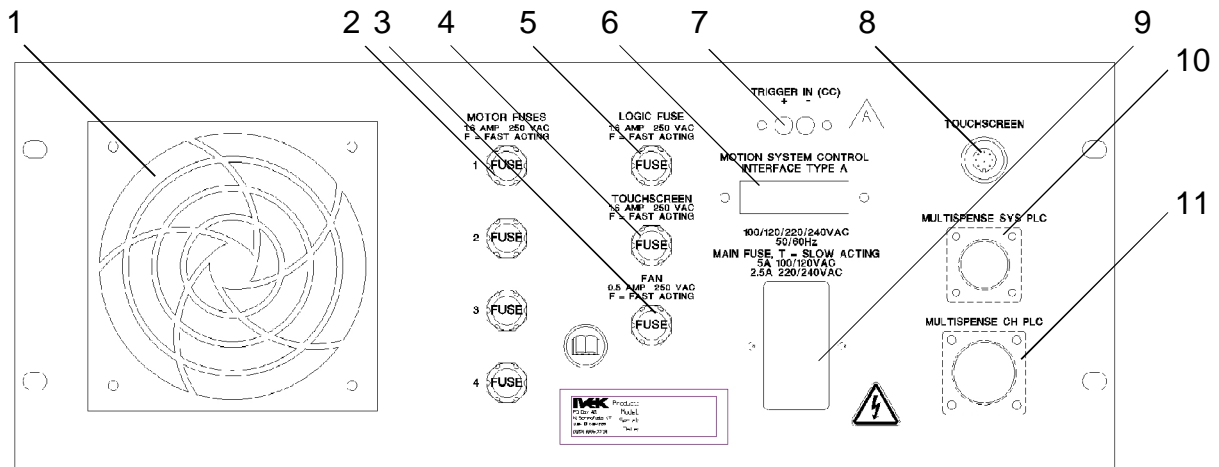 1 2 3 4 5 6 7 8 9
10
11
MOTOR FUSES
1.6 AMP 250 VAC
F = FAST ACTING
1 FUSE
2 FUSE
3 FUSE
4 FUSE
LOGIC FUSE
1.6 AMP 250 VAC
F = FAST ACTING
FUSE
TOUCHSCREEN
1.6 AMP 250 VAC
F = FAST ACTING
FUSE
FAN
0.5 AMP 250 VAC
F = FAST ACTING
FUSE
TRIGGER IN (CC)
+ -
A
MOTION SYSTEM CONTROL
INTERFACE TYPE A
100/120/220/240VAC
50/60Hz
MAIN FUSE, T = SLOW ACTING
5A 100/120VAC
2.5A 220/240VAC
TOUCHSCREEN
MULTISPENSE SYS PLC
MULTISPENSE CH PLC
IVEK
Product:
Model:
Serial:
Date: